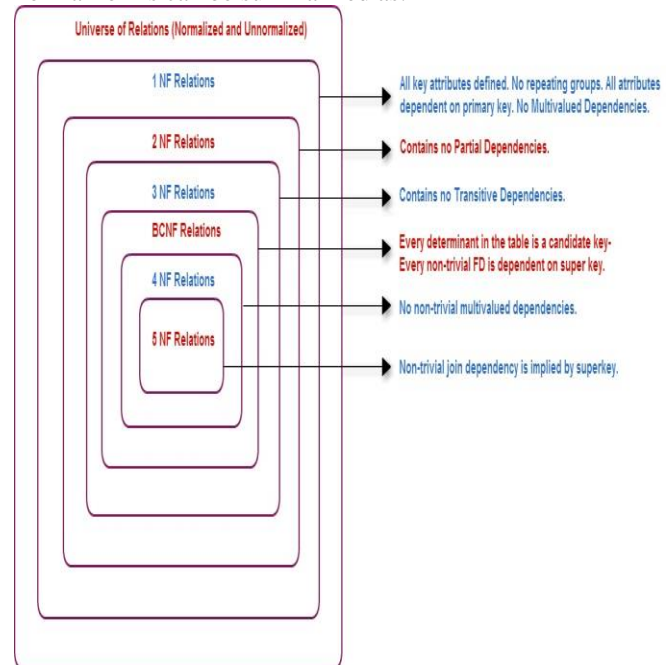 Universe of Relations (Normalized and Unnormalized)
1 NF Relations
All key attributes defined. No repeating groups. All atrributes
dependent on primary key. No Multivalued Dependencies.
2 NF Relations
Contains no Partial Dependencies.
3 NF Relations
Contains no Transitive Dependencies.
BCNF Relations
Every determinant in the table is a candidate key-
Every non-trivial FD is dependent on super key.
4 NF Relations
No non-trivial multivalued dependencies.
5 NF Relations
Non-trivial join dependency is implied by superkey.